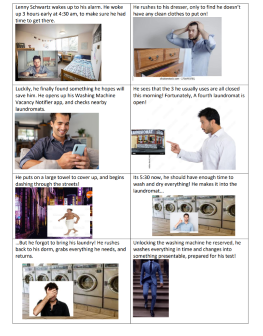 Lenny Schwartz wakes up to his alarm. He woke
up 3 hours early at 4:30 am, to make sure he had
time to get there.
He rushes to his dresser, only to find he doesn't
have any clean clothes to put on!
Luckily, he finally found something he hopes will
save him. He opens up his Washing Machine
Vacancy Notifier app, and checks nearby
laundromats.
He sees that the 3 he usually uses are all closed
this morning! Fortunately, A fourth laundromat is
open!
He puts on a large towel to cover up, and begins
dashing through the streets!
Its 5:30 now, he should have enough time to
wash and dry everything! He makes it into the
laundromat...
...But he forgot to bring his laundry! He rushes
back to his dorm, grabs everything he needs, and
returns.
Unlocking the washing machine he reserved, he
washes everything in time and changes into
something presentable, prepared for his test!